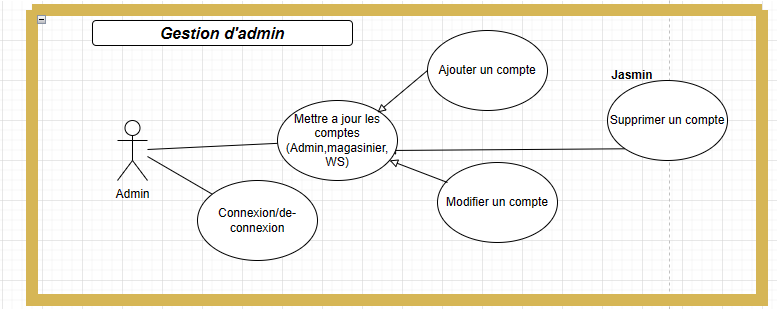 Gestion d'admin
Ajouter un compte
Jasmin
Supprimer un compte
Mettre a jour les
comptes
(Admin,magasinier,
WS)
Admin
Modifier un compte
Connexion/de-
connexion